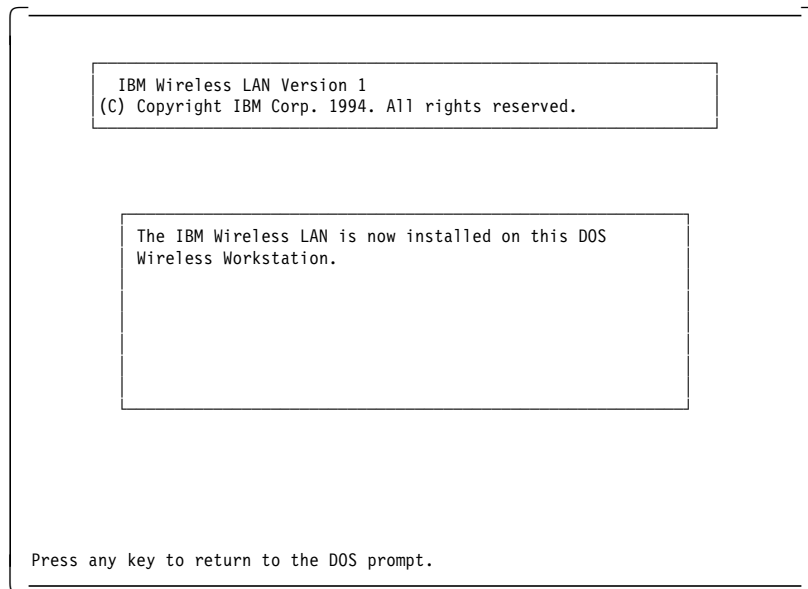 IBM Wireless LAN Version 1
(C) Copyright IBM Corp. 1994. All rights reserved.
The IBM Wireless LAN is now installed on this DOS
Wireless Workstation.
Press any key to return to the DOS prompt.